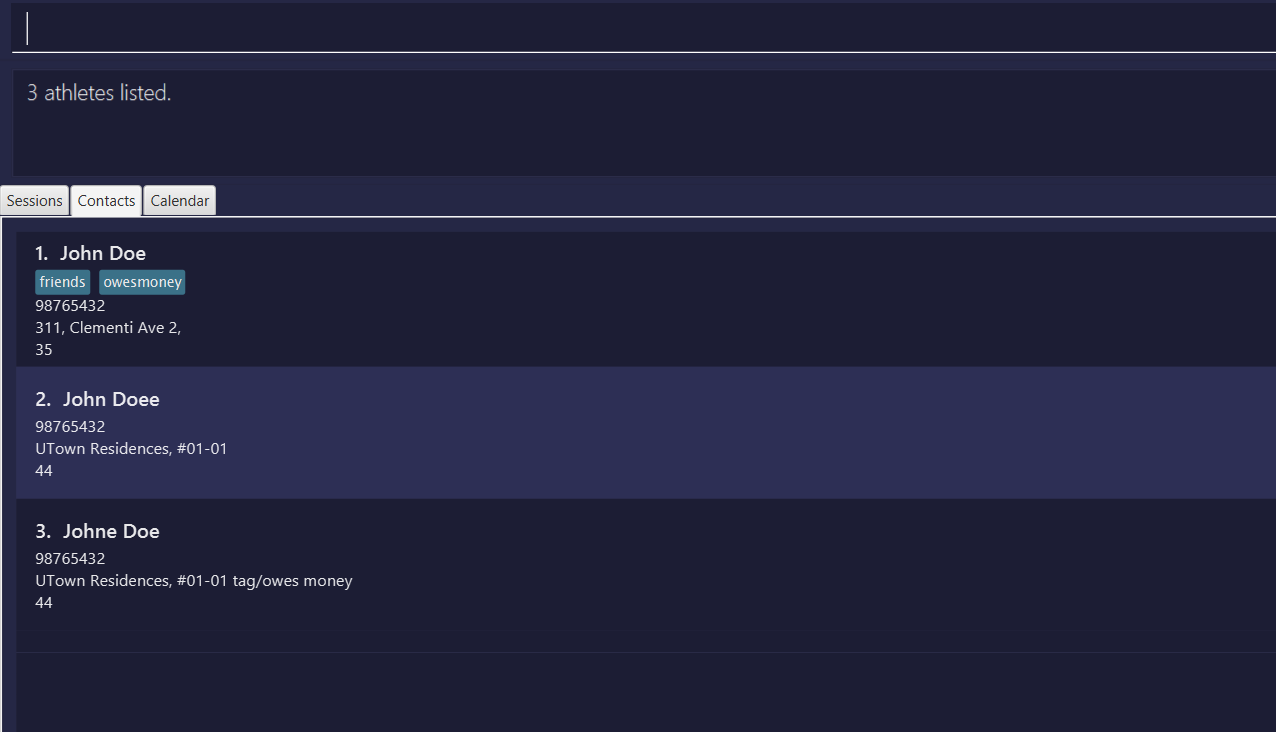 3 athletes listed.
Sessions Contacts Calendar
1. John Doe
friends owesmoney
98765432
311, Clementi Ave 2,
35
2. John Doee
98765432
UTown Residences, #01-01
44
3. Johne Doe
98765432
UTown Residences, #01-01 tag/owes money
44